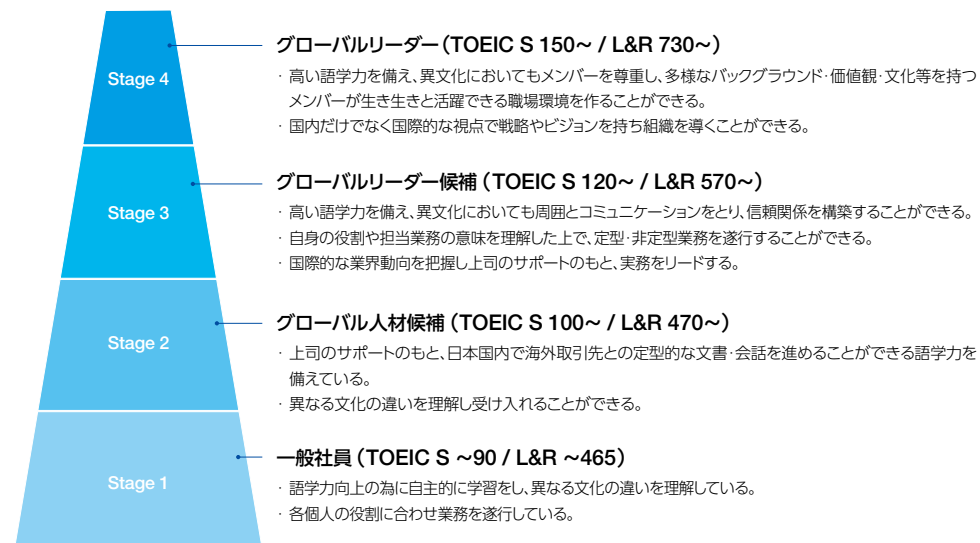 Stage 4
グローバルリーダー（TOEIC S 150～ / L&R 730～）
・高い語学力を備え、異文化においてもメンバーを尊重し、多様なバックグラウンド・価値観・文化等を持つ
メンバーが生き生きと活躍できる職場環境を作ることができる。
・国内だけでなく国際的な視点で戦略やビジョンを持ち組織を導くことができる。
Stage 3
グローバルリーダー候補（TOEIC S 120～ / L&R 570～）
・高い語学力を備え、異文化においても周囲とコミュニケーションをとり、信頼関係を構築することができる。
・自身の役割や担当業務の意味を理解した上で、定型・非定型業務を遂行することができる。
・国際的な業界動向を把握し上司のサポートのもと、実務をリードする。
Stage 2
グローバル人材候補（TOEIC S 100～ / L&R 470～）
・上司のサポートのもと、日本国内で海外取引先との定型的な文書・会話を進めることができる語学力を
備えている。
・異なる文化の違いを理解し受け入れることができる。
Stage 1
一般社員（TOEIC S ～90 / L&R ～465）
・語学力向上の為に自主的に学習をし、異なる文化の違いを理解している。
・各個人の役割に合わせ業務を遂行している。